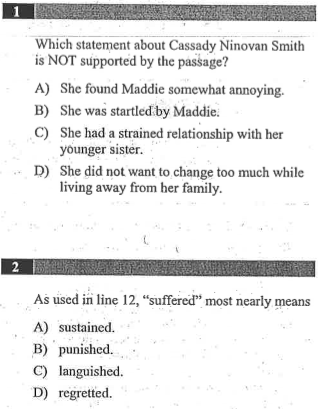 1
Which statement about Cassady Ninovan Smith
is NOT supported by the passage?
A) She found Maddie somewhat annoying.
B) She was startled by Maddie.
C) She had a strained relationship with her
younger sister.
D) She did not want to change too much while
living away from her family.
2
As used in line 12, “suffered” most nearly means
A) sustained.
B) punished.
C) languished.
D) regretted.